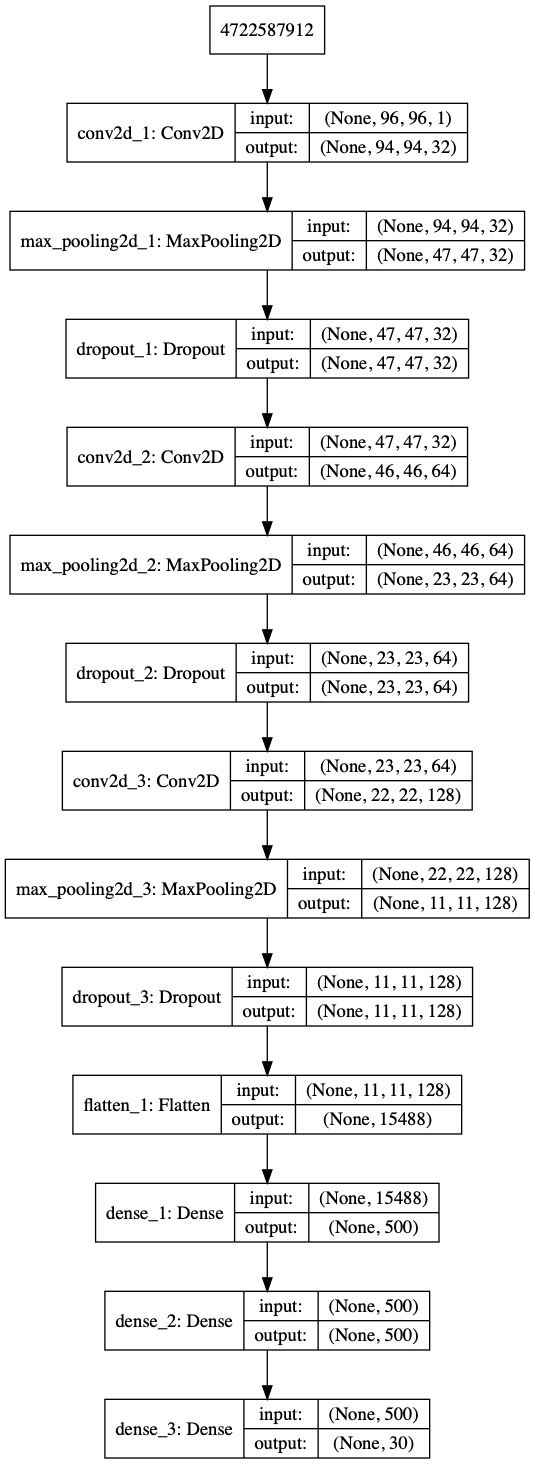 4722587912
conv2d_1: Conv2D
input: (None, 96, 96, 1)
output: (None, 94, 94, 32)
max_pooling2d_1: MaxPooling2D
input: (None, 94, 94, 32)
output: (None, 47, 47, 32)
dropout_1: Dropout
input: (None, 47, 47, 32)
output: (None, 47, 47, 32)
conv2d_2: Conv2D
input: (None, 47, 47, 32)
output: (None, 46, 46, 64)
max_pooling2d_2: MaxPooling2D
input: (None, 46, 46, 64)
output: (None, 23, 23, 64)
dropout_2: Dropout
input: (None, 23, 23, 64)
output: (None, 23, 23, 64)
conv2d_3: Conv2D
input: (None, 23, 23, 64)
output: (None, 22, 22, 128)
max_pooling2d_3: MaxPooling2D
input: (None, 22, 22, 128)
output: (None, 11, 11, 128)
dropout_3: Dropout
input: (None, 11, 11, 128)
output: (None, 11, 11, 128)
flatten_1: Flatten
input: (None, 11, 11, 128)
output: (None, 15488)
dense_1: Dense
input: (None, 15488)
output: (None, 500)
dense_2: Dense
input: (None, 500)
output: (None, 500)
dense_3: Dense
input: (None, 500)
output: (None, 30)